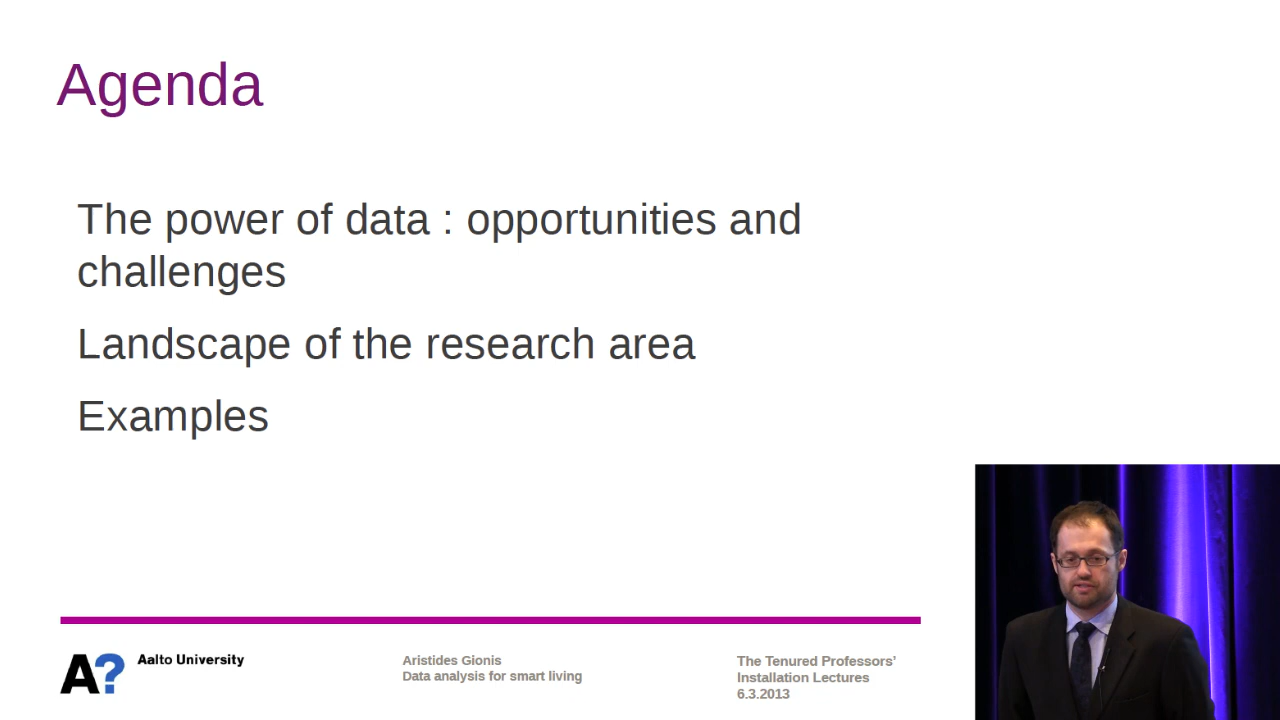 Agenda
The power of data : opportunities and
challenges
Landscape of the research area
Examples
A?
Aalto University
Aristides Gionis
Data analysis for smart living
The Tenured Professors’
Installation Lectures
6.3.2013